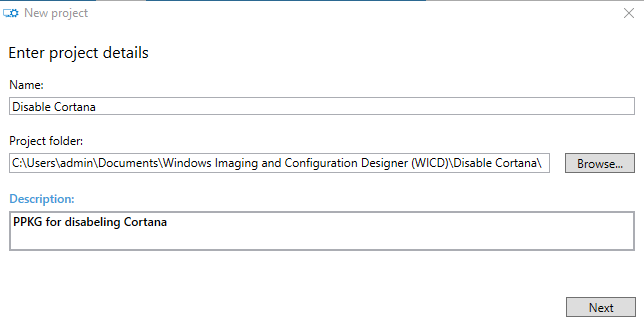 New project
Enter project details
Name:
Disable Cortana
Project folder:
C:\Users\admin\Documents\Windows Imaging and Configuration Designer (WICD)\Disable Cortana\
Browse...
Description:
PPKG for disabeling Cortana
Next